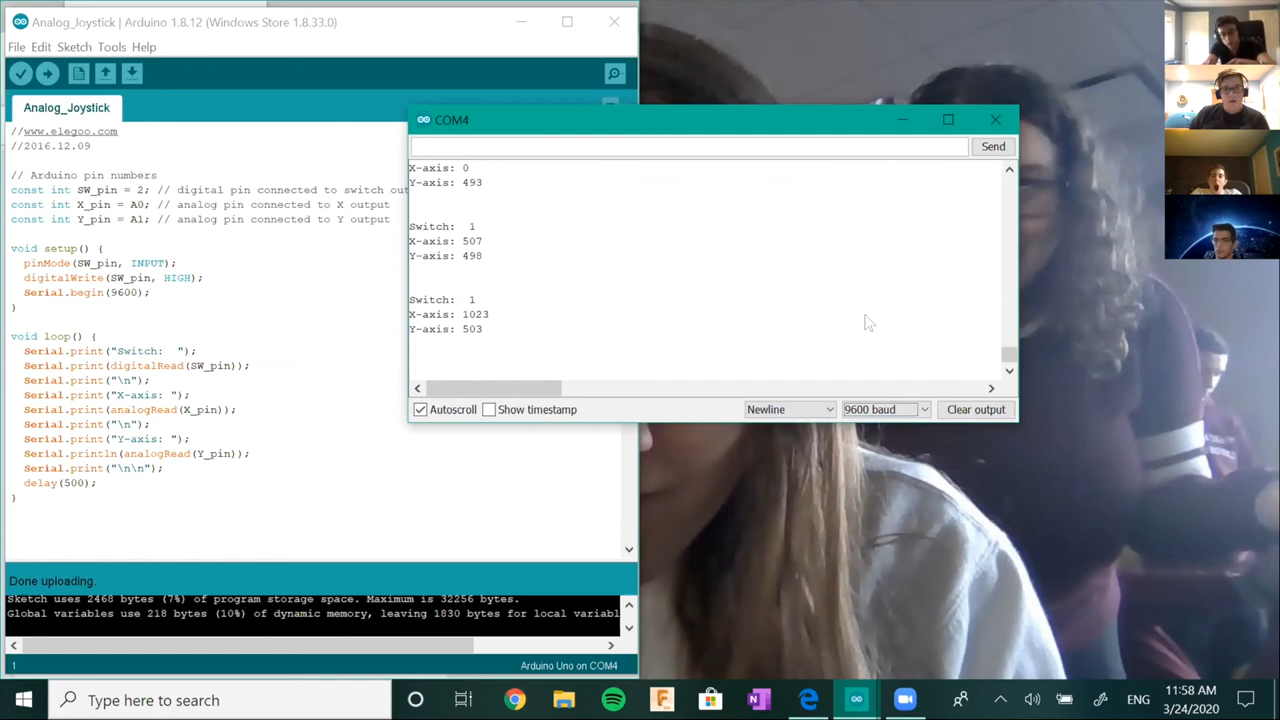 Analog_Joystick | Arduino 1.8.12 (Windows Store 1.8.33.0)
File Edit Sketch Tools Help
Analog_Joystick
//www.elegoo.com
//2016.12.09
// Arduino pin numbers
const int SW_pin = 2; // digital pin connected to switch ou
const int X_pin = A0; // analog pin connected to X output
const int Y_pin = A1; // analog pin connected to Y output
void setup() {
pinMode(SW_pin, INPUT);
digitalWrite(SW_pin, HIGH);
Serial.begin(9600);
}
void loop() {
Serial.print("Switch:  ");
Serial.print(digitalRead(SW_pin));
Serial.print("\n");
Serial.print("X-axis: ");
Serial.print(analogRead(X_pin));
Serial.print("\n");
Serial.print("Y-axis: ");
Serial.println(analogRead(Y_pin));
Serial.print("\n\n");
delay(500);
}
Done uploading.
Sketch uses 2468 bytes (7%) of program storage space. Maximum is 32256 bytes.
Global variables use 218 bytes (10%) of dynamic memory, leaving 1830 bytes for local variabl
1
Arduino Uno on COM4
COM4
Send
X-axis: 0
Y-axis: 493
Switch:  1
X-axis: 507
Y-axis: 498
Switch:  1
X-axis: 1023
Y-axis: 503
Autoscroll
Show timestamp
Newline
9600 baud
Clear output
Type here to search
ENG
11:58 AM
3/24/2020